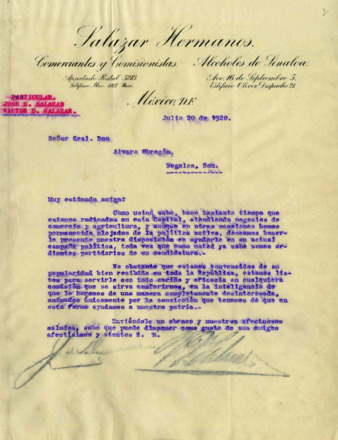 Salazar Hermanos.
Comerciantes y Comisionistas. Alcoholes de Sinaloa.
Apartado Postal Ave. 16 de Septiembre 5.
Edificio Oliver Despacho 21.
México, D.F.
PARTICULAR.
JOSE D. SALAZAR
VICTOR D. SALAZAR.
Julio 20 de 1920.
Señor Gral. Don
Alvaro Obregón,
Nogales, Son.
Muy estimado amigo:
Como usted sabe, hace bastante tiempo que
estamos radicados en esta Capital, atendiendo negocios de
comercio y agricultura, y aunque en otras ocasiones hemos
permanecido alejados de la política activa, deseamos hacer-
le presente nuestra disposición en ayudarlo en su actual
campaña política, toda vez que como usted ya sabe somos ar-
dientes partidarios de su candidatura.
No obstante que estamos convencidos de su
popularidad bien recibida en toda la República, estamos lis-
tos para servirle con todo cariño y eficacia en cualquiera
comisión que se sirva conferirnos, en la inteligencia de
que lo haremos de una manera completamente desinteresada,
animados únicamente por la convicción que tenemos de que en
esta forma ayudamos a nuestra patria.
Enviándole un abrazo y nuestros afectuosos
saludos, sabe que puede disponer como guste de sus amigos
afectísimos y atentos S. S.